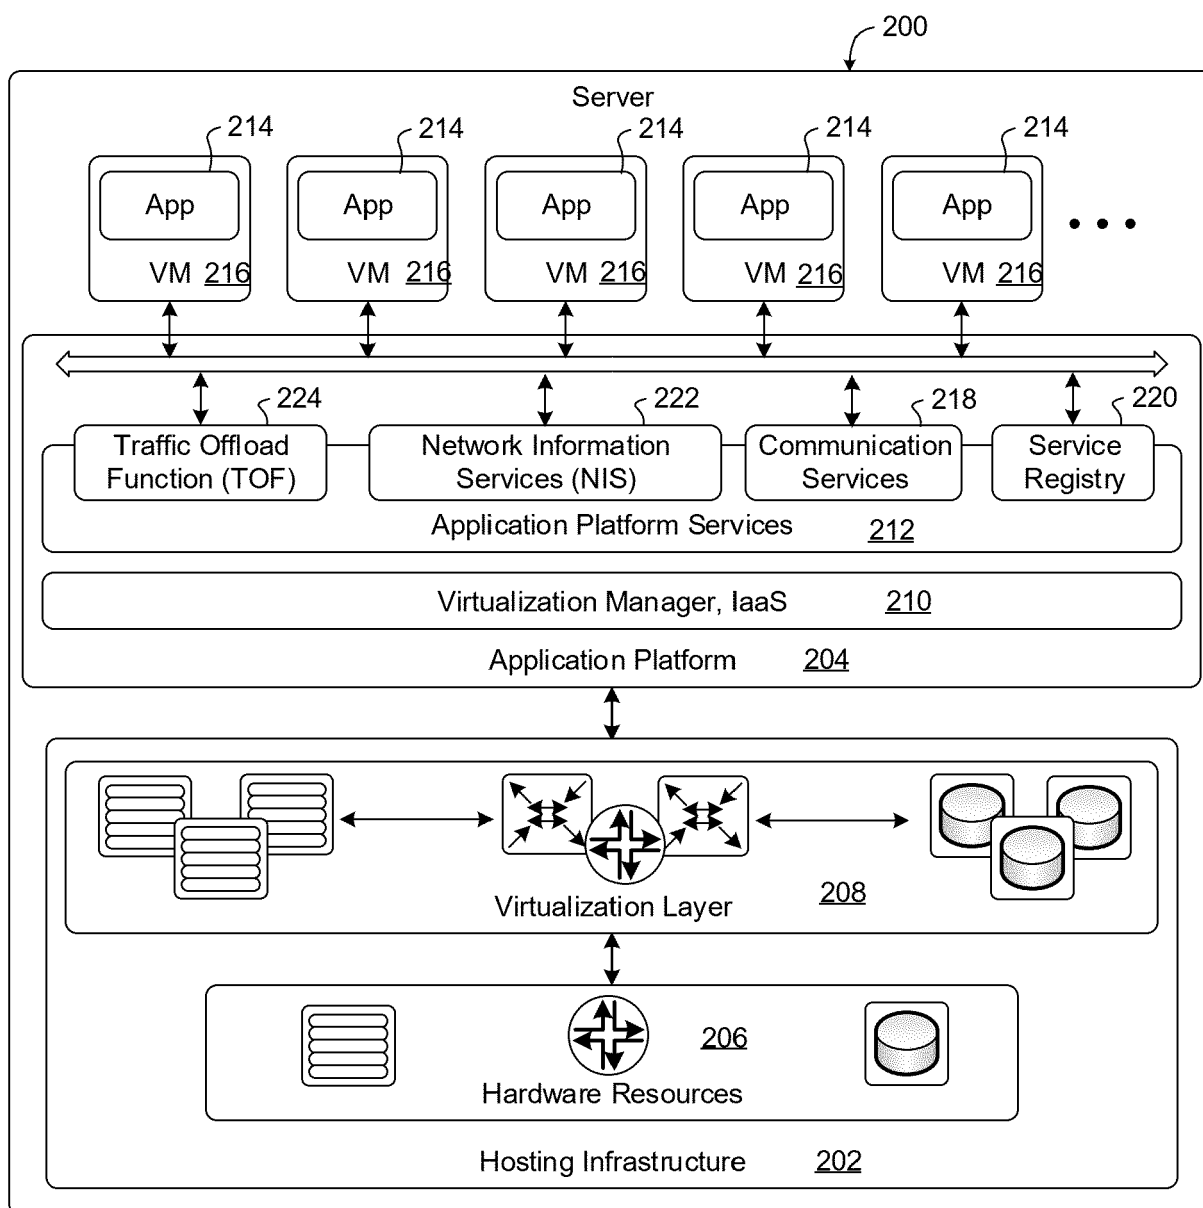 200
Server
214 214 214 214 214
App App App App App
VM 216 VM 216 VM 216 VM 216 VM 216
224 222 218 220
Traffic Offload
Function (TOF)
Network Information
Services (NIS)
Communication
Services
Service
Registry
Application Platform Services 212
Virtualization Manager, IaaS 210
Application Platform 204
Virtualization Layer 208
206
Hardware Resources
Hosting Infrastructure 202